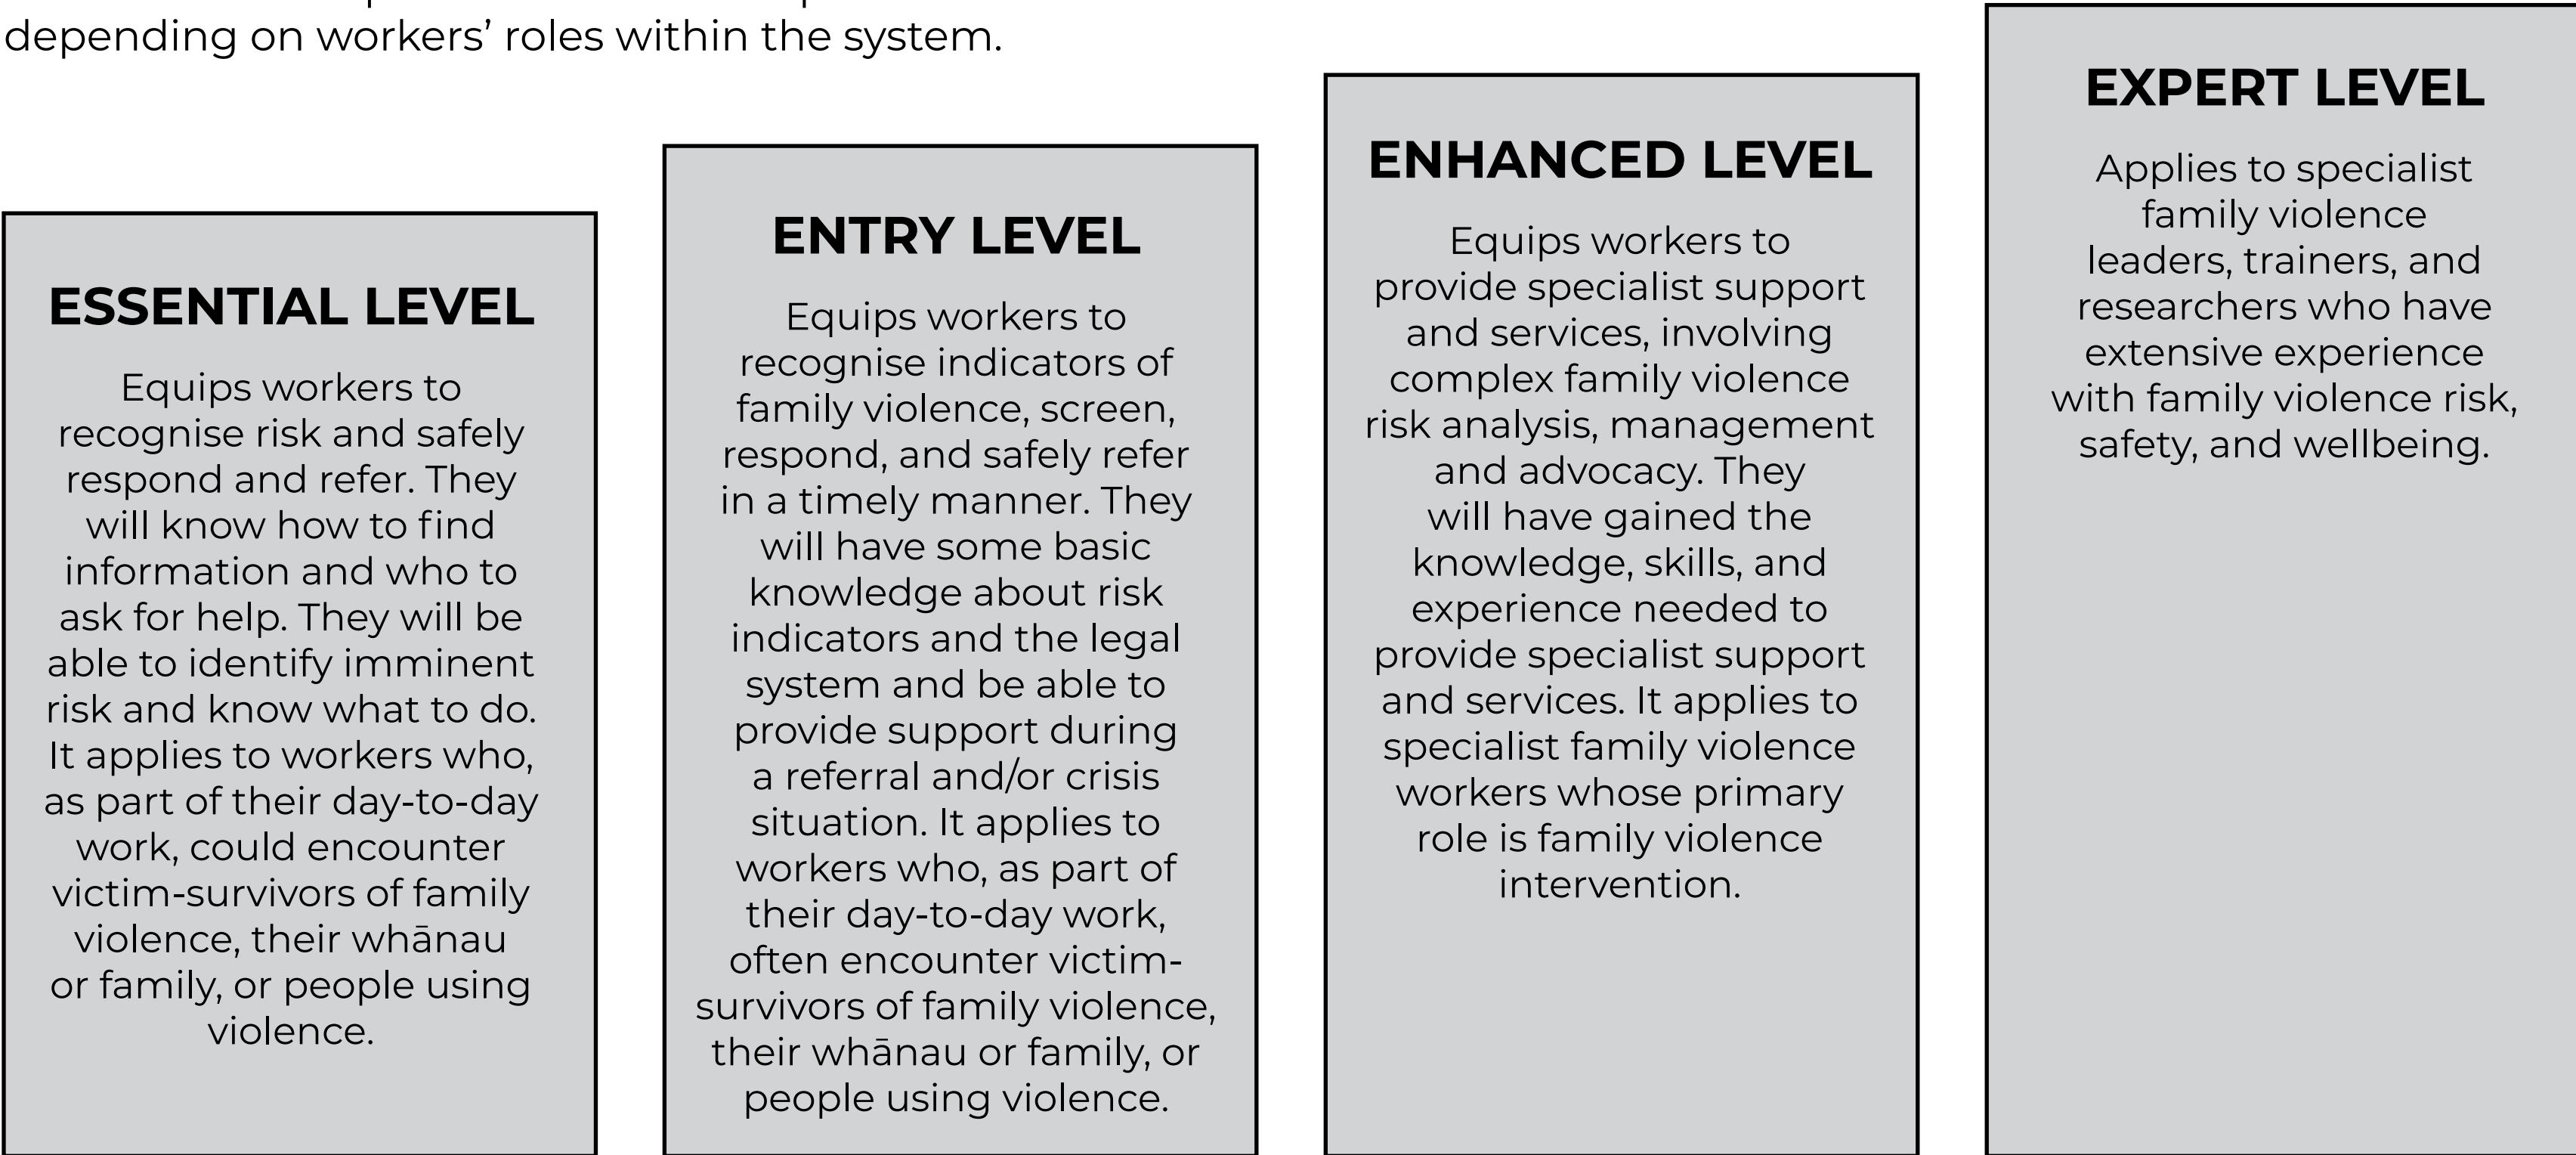 depending on workers’ roles within the system.
ESSENTIAL LEVEL
Equips workers to
recognise risk and safely
respond and refer. They
will know how to find
information and who to
ask for help. They will be
able to identify imminent
risk and know what to do.
It applies to workers who,
as part of their day-to-day
work, could encounter
victim-survivors of family
violence, their whānau
or family, or people using
violence.
ENTRY LEVEL
Equips workers to
recognise indicators of
family violence, screen,
respond, and safely refer
in a timely manner. They
will have some basic
knowledge about risk
indicators and the legal
system and be able to
provide support during
a referral and/or crisis
situation. It applies to
workers who, as part of
their day-to-day work,
often encounter victim-
survivors of family violence,
their whānau or family, or
people using violence.
ENHANCED LEVEL
Equips workers to
provide specialist support
and services, involving
complex family violence
risk analysis, management
and advocacy. They
will have gained the
knowledge, skills, and
experience needed to
provide specialist support
and services. It applies to
specialist family violence
workers whose primary
role is family violence
intervention.
EXPERT LEVEL
Applies to specialist
family violence
leaders, trainers, and
researchers who have
extensive experience
with family violence risk,
safety, and wellbeing.